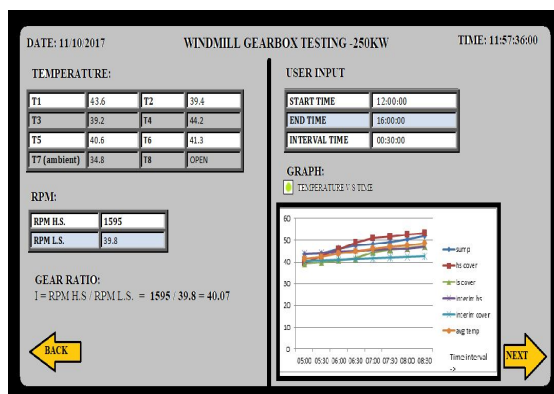 DATE: 11/10/2017
WINDMILL GEARBOX TESTING -250KW
TIME: 11:57:36:00
TEMPERATURE:
T1 43.6 T2 39.4
T3 39.2 T4 44.2
T5 40.6 T6 41.3
T7 (ambient) 34.8 T8 OPEN
RPM:
RPM H.S. 1595
RPM L.S. 39.8
GEAR RATIO:
I = RPM H.S / RPM L.S. = 1595 / 39.8 = 40.07
BACK
USER INPUT
START TIME 12:00:00
END TIME 16:00:00
INTERVAL TIME 00:30:00
GRAPH:
TEMPERATURE V S TIME
60
50
40
30
20
10
0
05:00 05:30 06:00 06:30 07:00 07:30 08:00 08:30
sump
hs cover
ls cover
interim hs
interim cover
avg temp
Time interval
->
NEXT